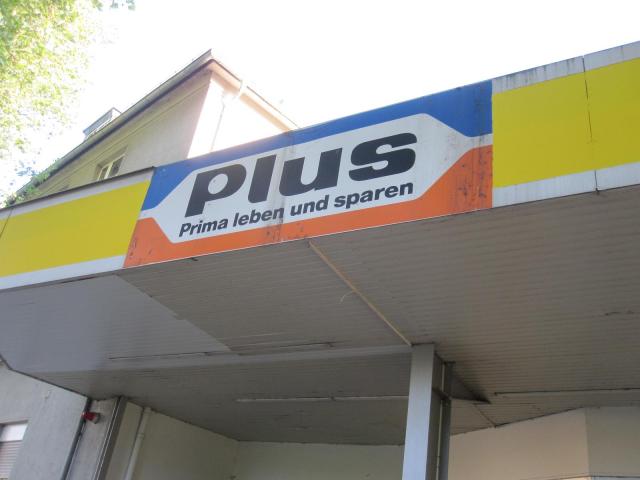 plus
Prima leben und sparen